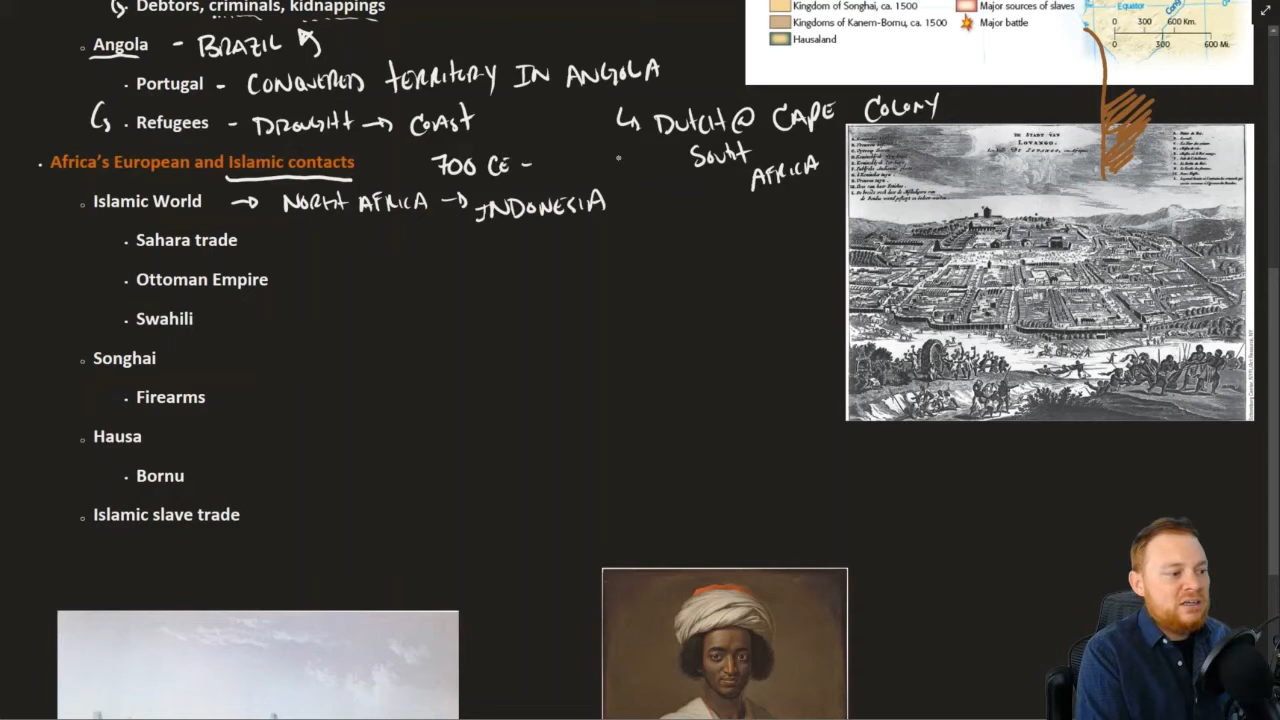 Debtors, criminals, kidnappings
Angola - BRAZIL
Portugal - CONQUERED TERRITORY IN ANGOLA
Refugees - DROUGHT → COAST
↳ DUTCH @ CAPE COLONY
SOUTH AFRICA
Africa's European and Islamic contacts 700 CE -
Islamic World → NORTH AFRICA → INDONESIA
Sahara trade
Ottoman Empire
Swahili
Songhai
Firearms
Hausa
Bornu
Islamic slave trade
Kingdom of Songhai, ca. 1500
Kingdoms of Kanem-Bornu, ca. 1500
Hausaland
Major sources of slaves
Major battle
Equator
0 300 600 Km.
0 300 600 Mi.
DE STADT VAN
LOVANGO.